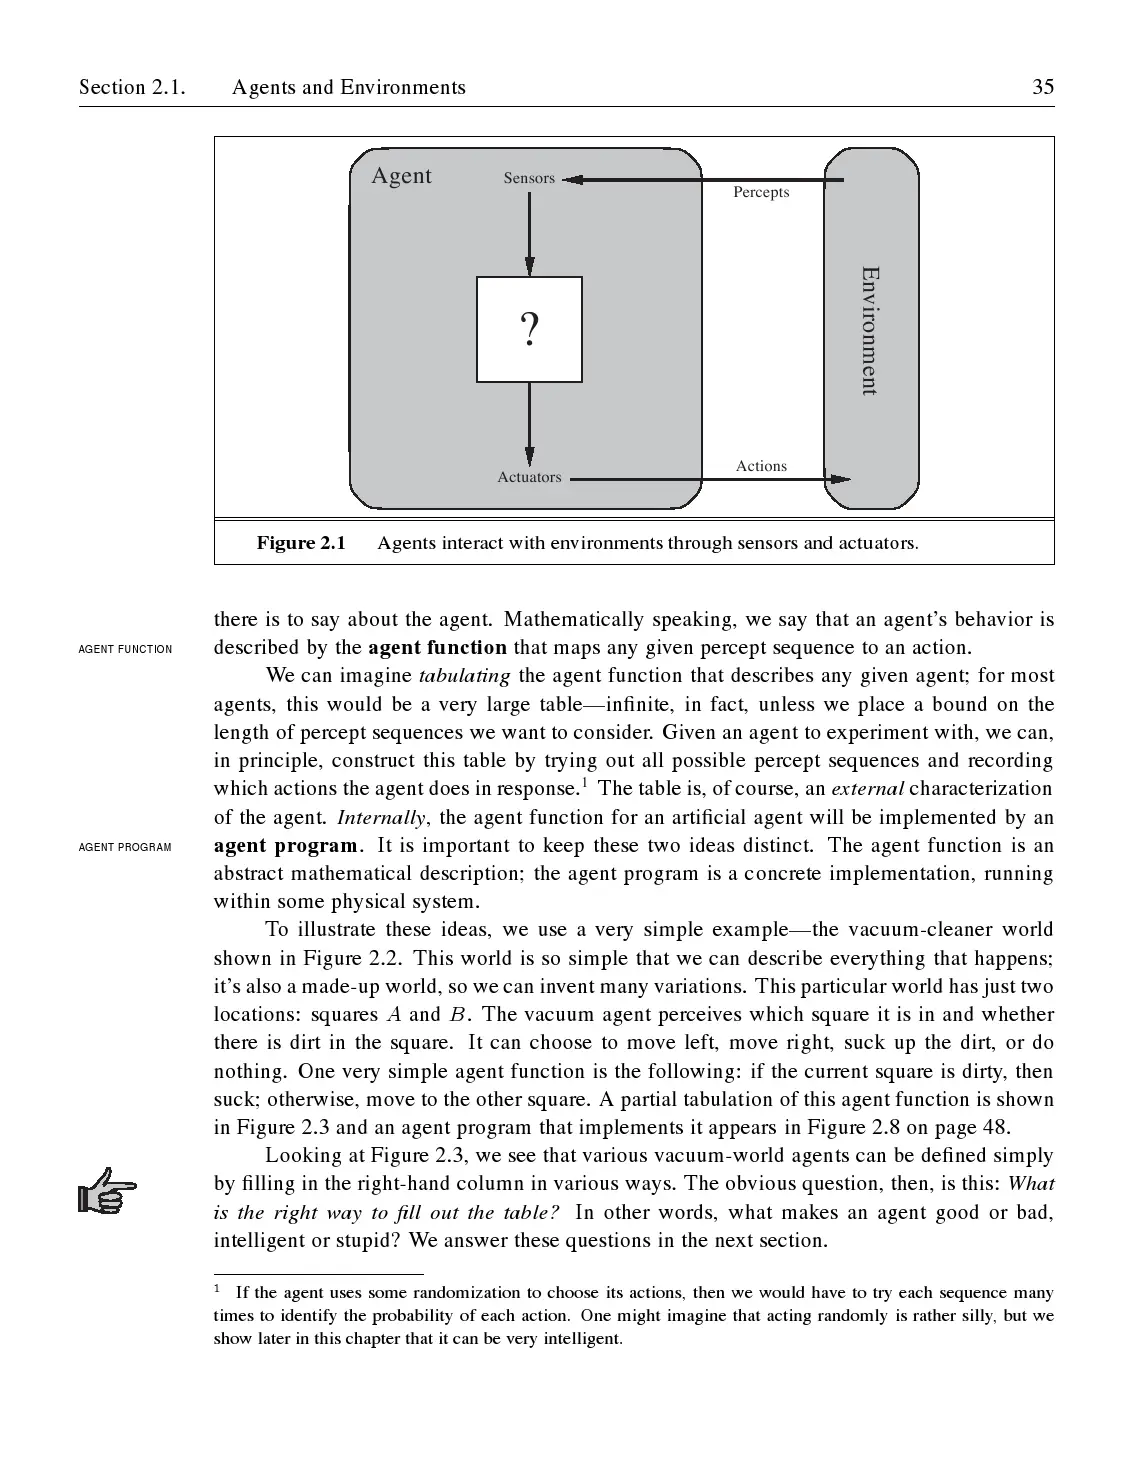 Section 2.1. Agents and Environments 35
Agent
Sensors
Percepts
Environment
?
Actuators
Actions
Figure 2.1 Agents interact with environments through sensors and actuators.
there is to say about the agent. Mathematically speaking, we say that an agent's behavior is
AGENT FUNCTION
described by the agent function that maps any given percept sequence to an action.
We can imagine tabulating the agent function that describes any given agent; for most
agents, this would be a very large table—infinite, in fact, unless we place a bound on the
length of percept sequences we want to consider. Given an agent to experiment with, we can,
in principle, construct this table by trying out all possible percept sequences and recording
which actions the agent does in response.1 The table is, of course, an external characterization
of the agent. Internally, the agent function for an artificial agent will be implemented by an
AGENT PROGRAM
agent program. It is important to keep these two ideas distinct. The agent function is an
abstract mathematical description; the agent program is a concrete implementation, running
within some physical system.
To illustrate these ideas, we use a very simple example—the vacuum-cleaner world
shown in Figure 2.2. This world is so simple that we can describe everything that happens;
it's also a made-up world, so we can invent many variations. This particular world has just two
locations: squares A and B. The vacuum agent perceives which square it is in and whether
there is dirt in the square. It can choose to move left, move right, suck up the dirt, or do
nothing. One very simple agent function is the following: if the current square is dirty, then
suck; otherwise, move to the other square. A partial tabulation of this agent function is shown
in Figure 2.3 and an agent program that implements it appears in Figure 2.8 on page 48.
Looking at Figure 2.3, we see that various vacuum-world agents can be defined simply
by filling in the right-hand column in various ways. The obvious question, then, is this: What
is the right way to fill out the table? In other words, what makes an agent good or bad,
intelligent or stupid? We answer these questions in the next section.
1 If the agent uses some randomization to choose its actions, then we would have to try each sequence many
times to identify the probability of each action. One might imagine that acting randomly is rather silly, but we
show later in this chapter that it can be very intelligent.